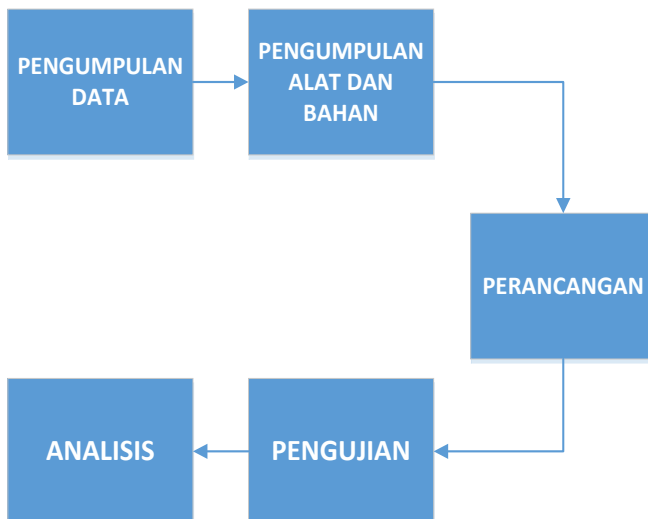 PENGUMPULAN
DATA
PENGUMPULAN
ALAT DAN
BAHAN
PERANCANGAN
PENGUJIAN
ANALISIS